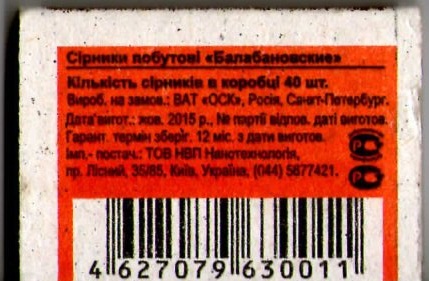 Сірники побутові «Балабановские»
Кількість сірників в коробці 40 шт.
Вироб. на замов.: ВАТ «ОСК», Росія, Санкт-Петербург.
Дата вигот.: жов. 2015 р., № партії відпов. даті виготов.
Гарант. термін зберіг. 12 міс. з дати виготов.
Імп.- постач.: ТОВ НВП Нанотехнологія,
пр. Лісний, 35/85, Київ, Україна, (044) 5677421.
4 627079 630011